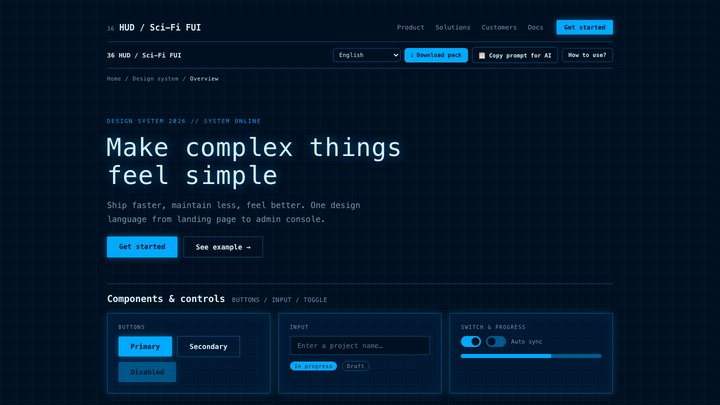 36 HUD / Sci-Fi FUI
Product Solutions Customers Docs Get started
36 HUD / Sci-Fi FUI
English ↓ Download pack 📋 Copy prompt for AI How to use?
Home / Design system / Overview
DESIGN SYSTEM 2026 // SYSTEM ONLINE
Make complex things
feel simple
Ship faster, maintain less, feel better. One design
language from landing page to admin console.
Get started See example →
Components & controls BUTTONS / INPUT / TOGGLE
BUTTONS
Primary Secondary
Disabled
INPUT
Enter a project name…
In progress Draft
SWITCH & PROGRESS
Auto sync